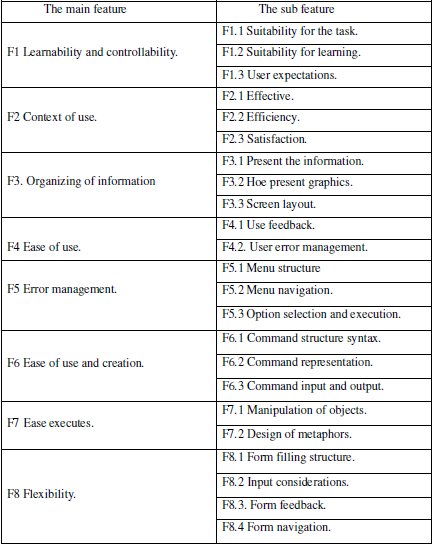 The main feature The sub feature
F1 Learnability and controllability.
F1.1 Suitability for the task.
F1.2 Suitability for learning.
F1.3 User expectations.
F2 Context of use.
F2.1 Effective.
F2.2 Efficiency.
F2.3 Satisfaction.
F3. Organizing of information
F3.1 Present the information.
F3.2 Hoe present graphics.
F3.3 Screen layout.
F4 Ease of use.
F4.1 Use feedback.
F4.2. User error management.
F5 Error management.
F5.1 Menu structure
F5.2 Menu navigation.
F5.3 Option selection and execution.
F6 Ease of use and creation.
F6.1 Command structure syntax.
F6.2 Command representation.
F6.3 Command input and output.
F7 Ease executes.
F7.1 Manipulation of objects.
F7.2 Design of metaphors.
F8 Flexibility.
F8.1 Form filling structure.
F8.2 Input considerations.
F8.3. Form feedback.
F8.4 Form navigation.